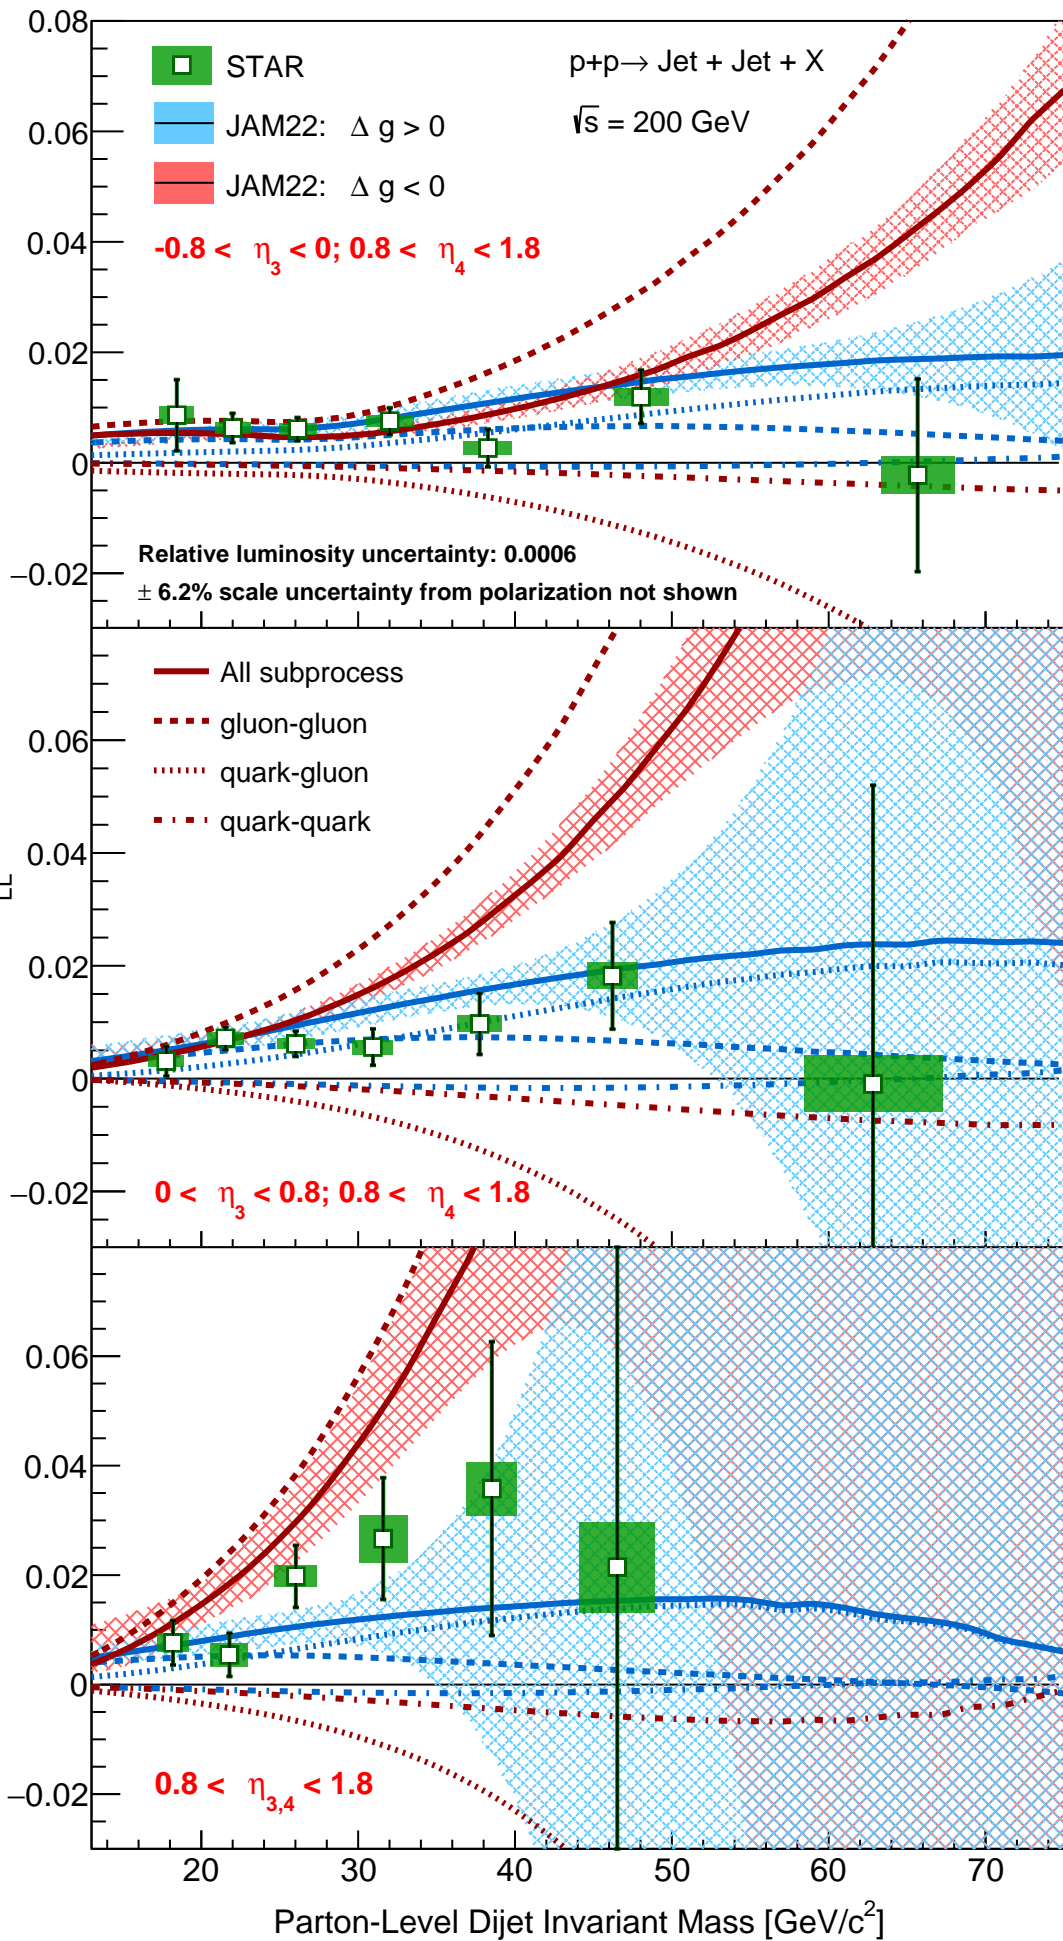 0.08
STAR
p+p→ Jet + Jet + X
JAM22: Δ g > 0
√s = 200 GeV
JAM22: Δ g < 0
0.06
-0.8 < η3 < 0; 0.8 < η4 < 1.8
0.04
0.02
0
Relative luminosity uncertainty: 0.0006
± 6.2% scale uncertainty from polarization not shown
−0.02
All subprocess
gluon-gluon
0.06
quark-gluon
quark-quark
0.04
LL
0.02
0
−0.02
0 < η3 < 0.8; 0.8 < η4 < 1.8
0.06
0.04
0.02
0
0.8 < η3,4 < 1.8
−0.02
20 30 40 50 60 70
Parton-Level Dijet Invariant Mass [GeV/c²]